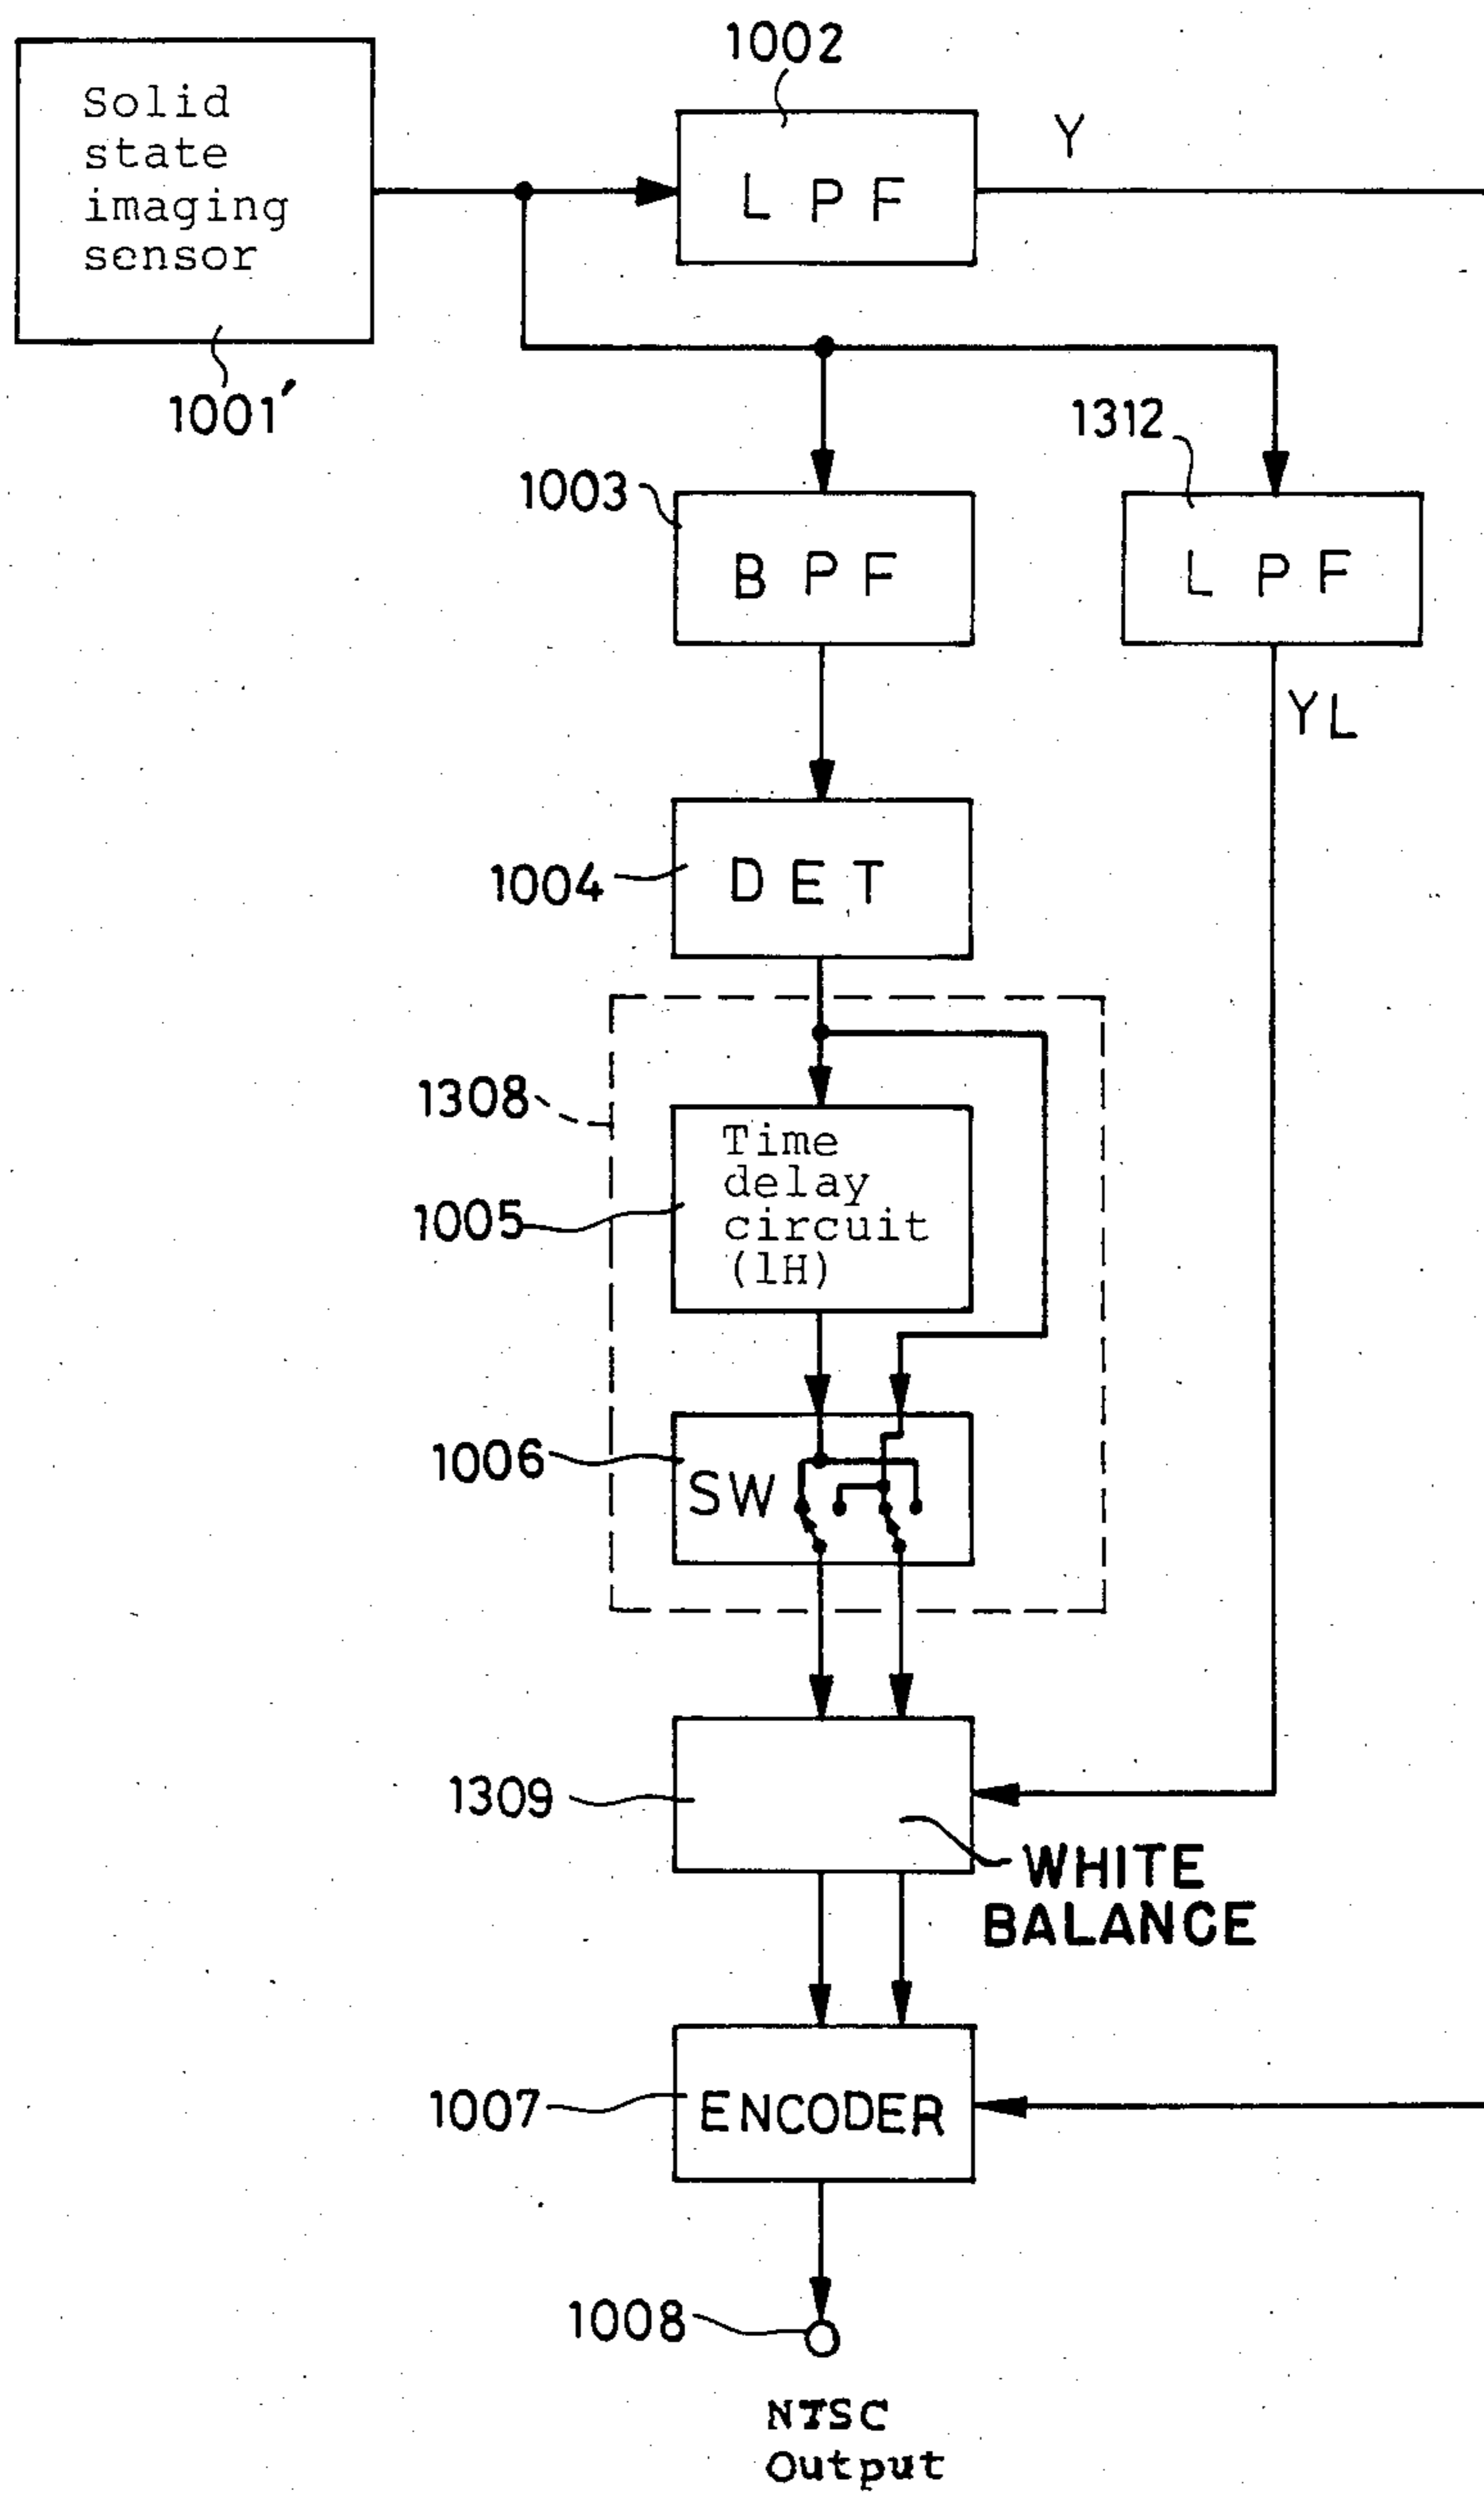 1002
Solid
state
imaging
sensor
Y
L P F
1001'
1312
1003
B P F
L P F
YL
1004
D E T
1308
Time
delay
circuit
(1H)
1005
1006
SW
1309
WHITE
BALANCE
1007
ENCODER
1008
NTSC
Output